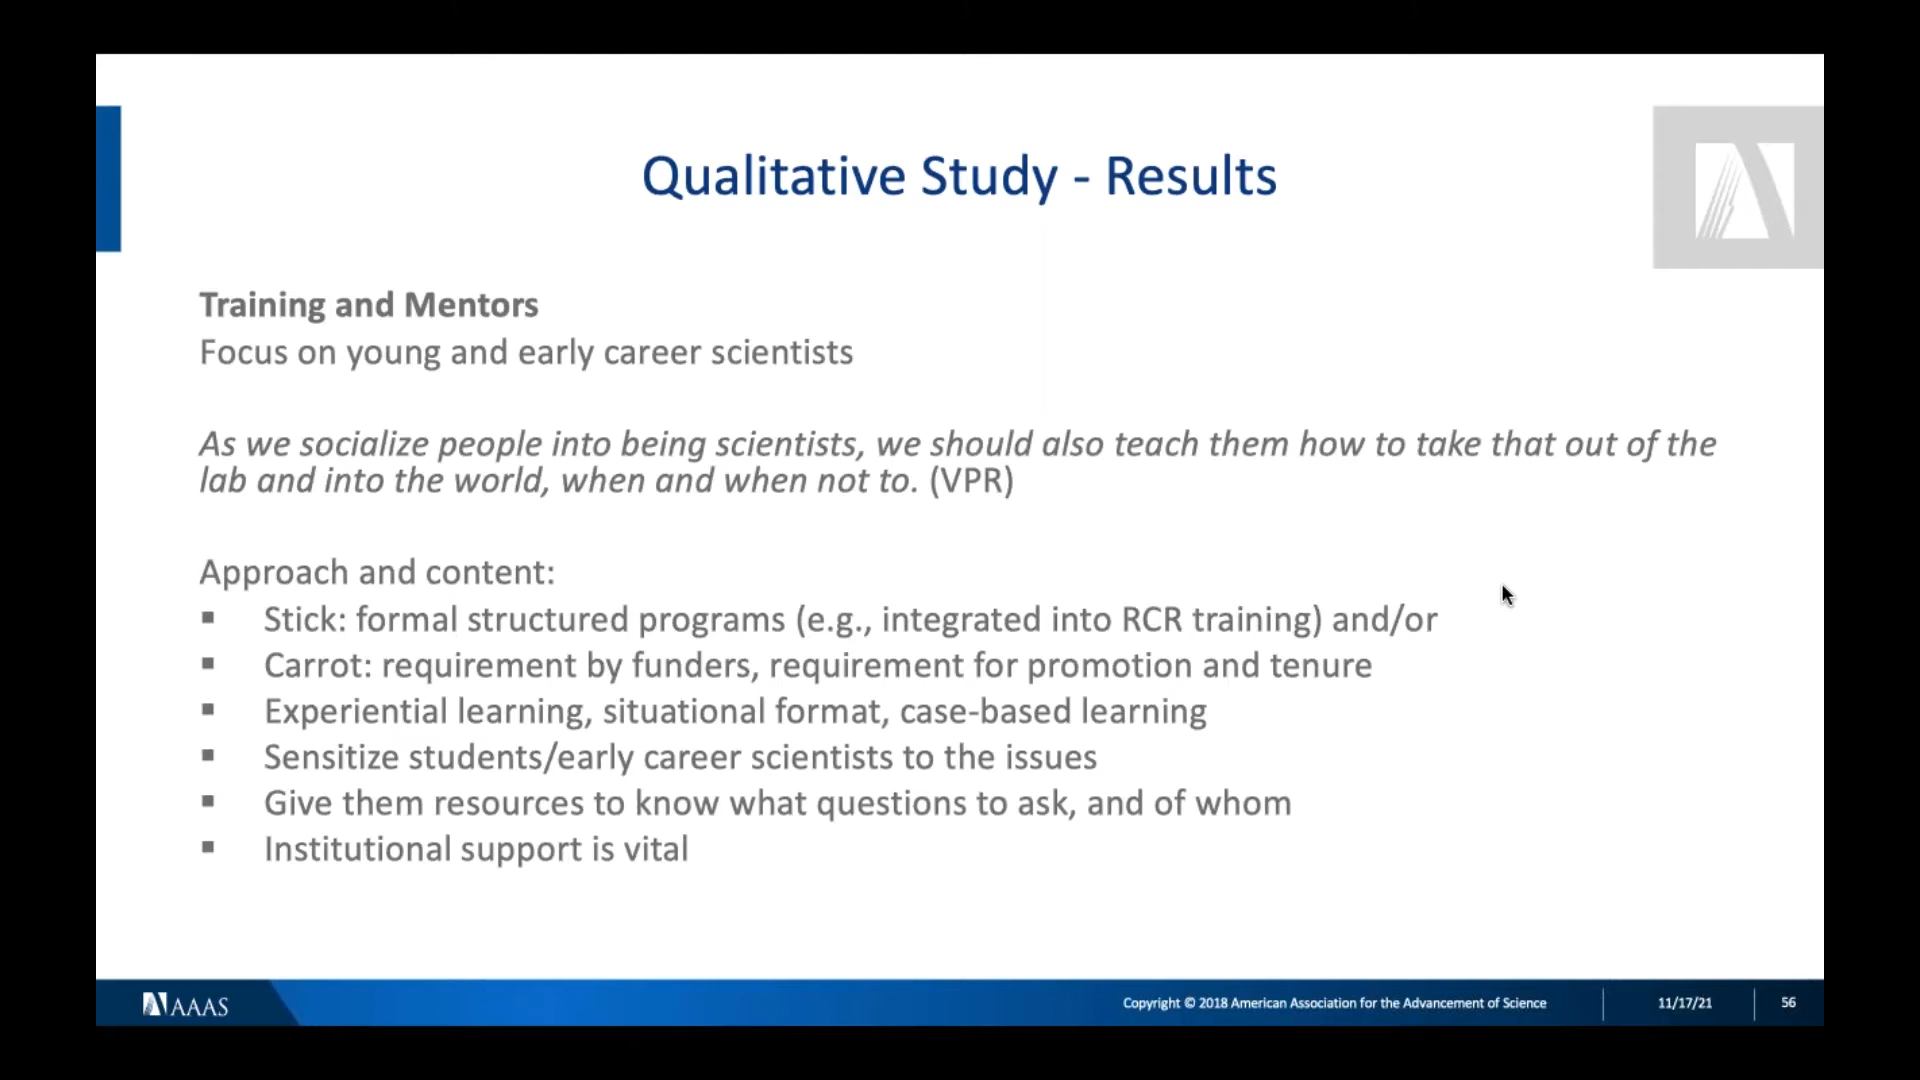 Qualitative Study - Results
Training and Mentors
Focus on young and early career scientists
As we socialize people into being scientists, we should also teach them how to take that out of the
lab and into the world, when and when not to. (VPR)
Approach and content:
▪ Stick: formal structured programs (e.g., integrated into RCR training) and/or
▪ Carrot: requirement by funders, requirement for promotion and tenure
▪ Experiential learning, situational format, case-based learning
▪ Sensitize students/early career scientists to the issues
▪ Give them resources to know what questions to ask, and of whom
▪ Institutional support is vital
AAAS
Copyright © 2018 American Association for the Advancement of Science
11/17/21
56